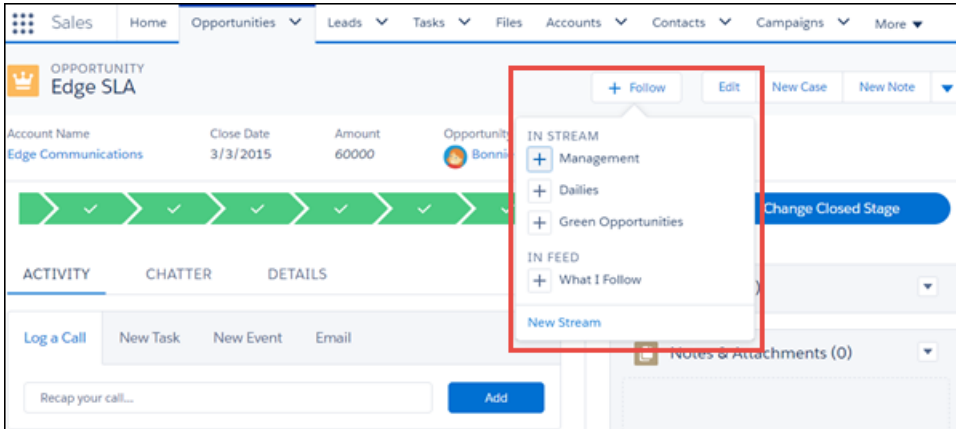 Sales Home Opportunities Leads Tasks Files Accounts Contacts Campaigns More
OPPORTUNITY
Edge SLA
+ Follow Edit New Case New Note
Account Name Close Date Amount Opportunity
Edge Communications 3/3/2015 60000 Bonni
IN STREAM
+ Management
+ Dailies
+ Green Opportunities
IN FEED
+ What I Follow
New Stream
Change Closed Stage
ACTIVITY CHATTER DETAILS
)
Log a Call New Task New Event Email
Notes & Attachments (0)
Recap your call... Add